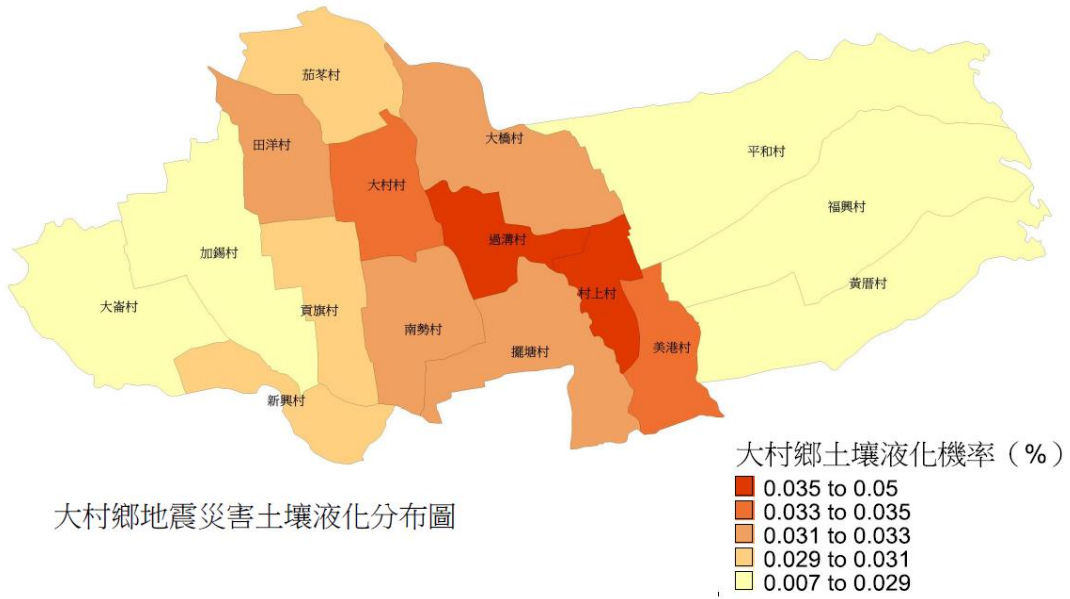 茄苳村
田洋村
大橋村
平和村
大村村
福興村
過溝村
加錫村
黃厝村
大崙村
村上村
貢旗村
南勢村
擺塘村
美港村
新興村
大村鄉土壤液化機率（%）
0.035 to 0.05
0.033 to 0.035
0.031 to 0.033
0.029 to 0.031
0.007 to 0.029
大村鄉地震災害土壤液化分布圖